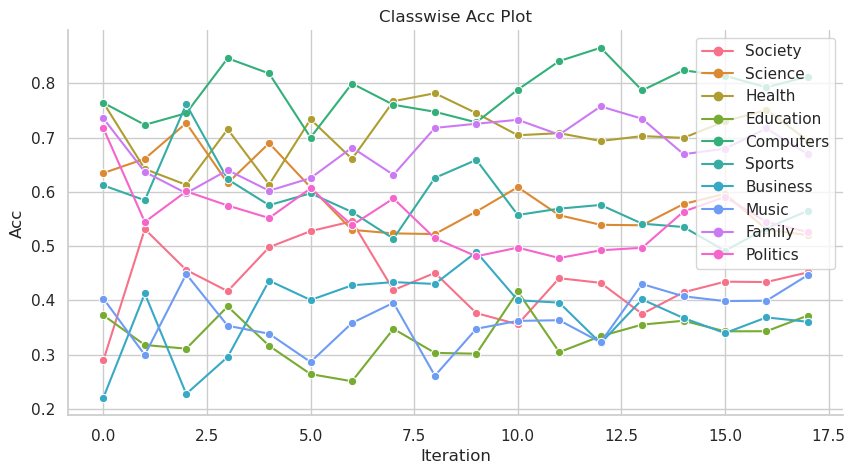 Classwise Acc Plot
Acc
0.8
0.7
0.6
0.5
0.4
0.3
0.2
0.0
2.5
5.0
7.5
10.0
12.5
15.0
17.5
Iteration
Society
Science
Health
Education
Computers
Sports
Business
Music
Family
Politics